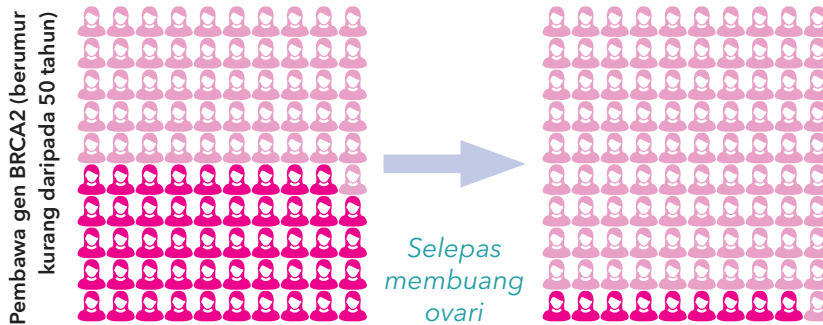 Pembawa gen BRCA2 (berumur
kurang daripada 50 tahun)
Selepas
membuang
ovari